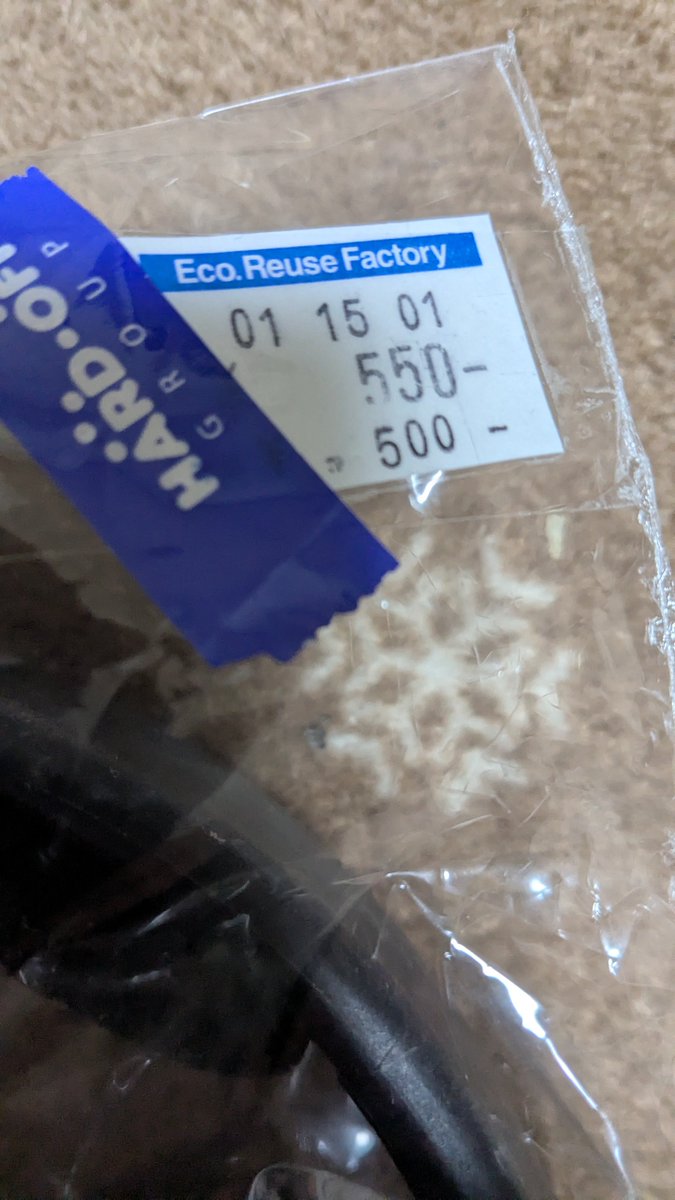 Eco.Reuse Factory
01 15 01
550-
500 -
HARD·OFF
GROUP